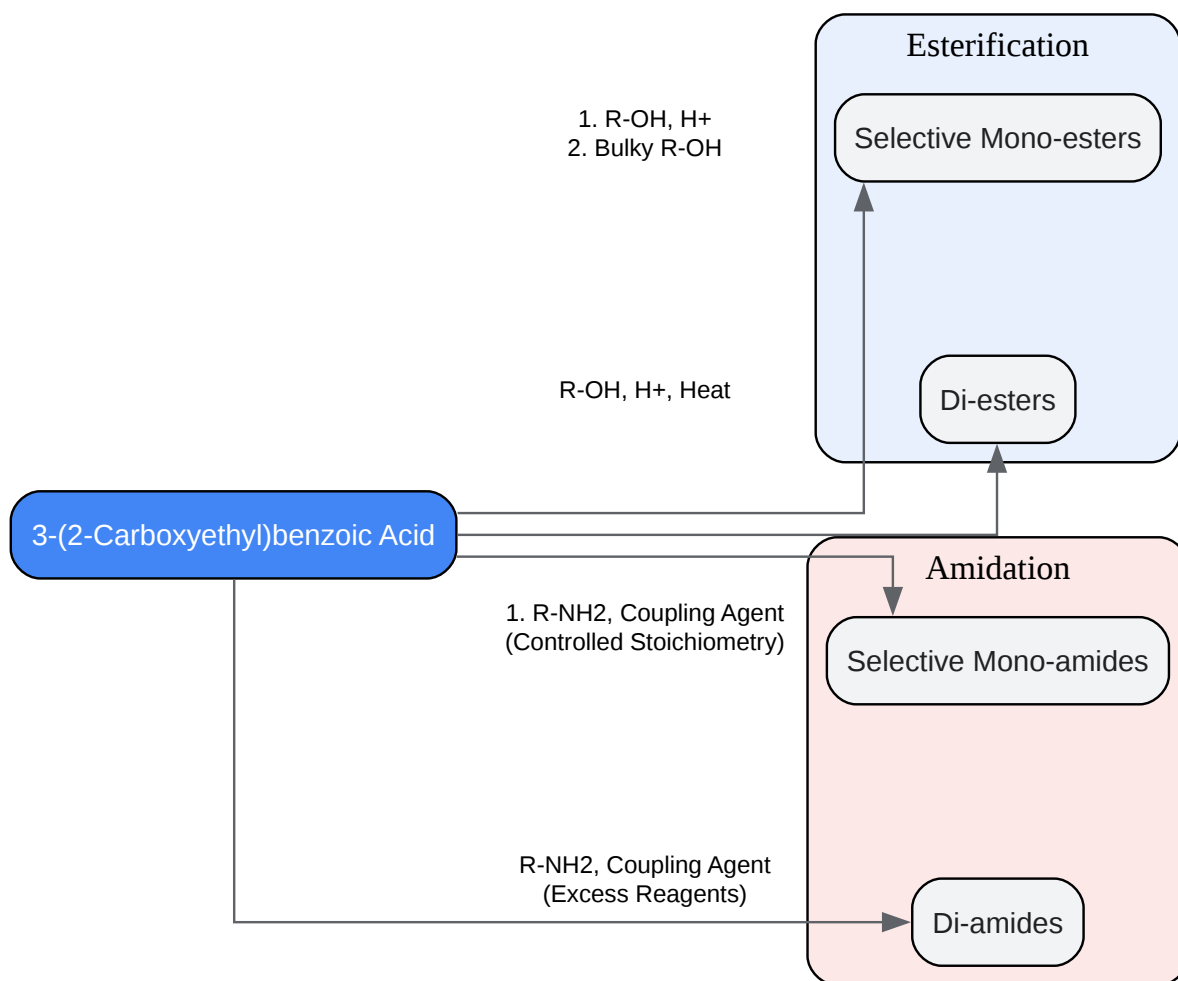 Esterification
1. R-OH, H+
2. Bulky R-OH
Selective Mono-esters
R-OH, H+, Heat
Di-esters
3-(2-Carboxyethyl)benzoic Acid
Amidation
1. R-NH2, Coupling Agent
(Controlled Stoichiometry)
Selective Mono-amides
R-NH2, Coupling Agent
(Excess Reagents)
Di-amides